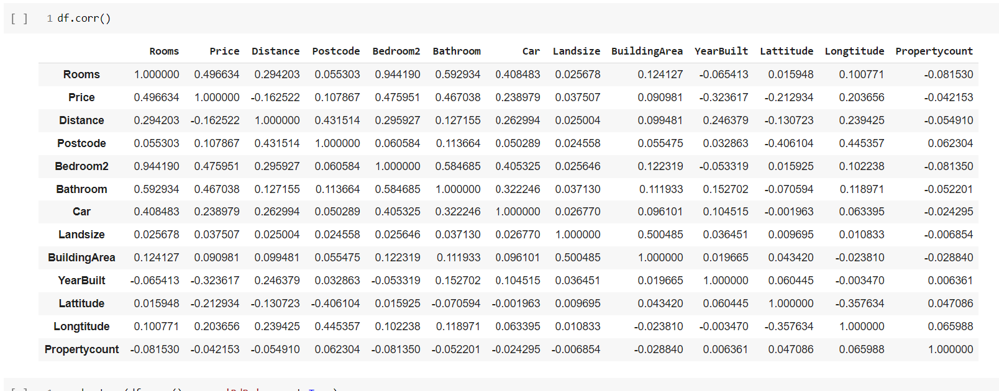 [ ] 1 df.corr()
Rooms Price Distance Postcode Bedroom2 Bathroom Car Landsize BuildingArea YearBuilt Lattitude Longtitude Propertycount
Rooms 1.000000 0.496634 0.294203 0.055303 0.944190 0.592934 0.408483 0.025678 0.124127 -0.065413 0.015948 0.100771 -0.081530
Price 0.496634 1.000000 -0.162522 0.107867 0.475951 0.467038 0.238979 0.037507 0.090981 -0.323617 -0.212934 0.203656 -0.042153
Distance 0.294203 -0.162522 1.000000 0.431514 0.295927 0.127155 0.262994 0.025004 0.099481 0.246379 -0.130723 0.239425 -0.054910
Postcode 0.055303 0.107867 0.431514 1.000000 0.060584 0.113664 0.050289 0.024558 0.055475 0.032863 -0.406104 0.445357 0.062304
Bedroom2 0.944190 0.475951 0.295927 0.060584 1.000000 0.584685 0.405325 0.025646 0.122319 -0.053319 0.015925 0.102238 -0.081350
Bathroom 0.592934 0.467038 0.127155 0.113664 0.584685 1.000000 0.322246 0.037130 0.111933 0.152702 -0.070594 0.118971 -0.052201
Car 0.408483 0.238979 0.262994 0.050289 0.405325 0.322246 1.000000 0.026770 0.096101 0.104515 -0.001963 0.063395 -0.024295
Landsize 0.025678 0.037507 0.025004 0.024558 0.025646 0.037130 0.026770 1.000000 0.500485 0.036451 0.009695 0.010833 -0.006854
BuildingArea 0.124127 0.090981 0.099481 0.055475 0.122319 0.111933 0.096101 0.500485 1.000000 0.019665 0.043420 -0.023810 -0.028840
YearBuilt -0.065413 -0.323617 0.246379 0.032863 -0.053319 0.152702 0.104515 0.036451 0.019665 1.000000 0.060445 -0.003470 0.006361
Lattitude 0.015948 -0.212934 -0.130723 -0.406104 0.015925 -0.070594 -0.001963 0.009695 0.043420 0.060445 1.000000 -0.357634 0.047086
Longtitude 0.100771 0.203656 0.239425 0.445357 0.102238 0.118971 0.063395 0.010833 -0.023810 -0.003470 -0.357634 1.000000 0.065988
Propertycount -0.081530 -0.042153 -0.054910 0.062304 -0.081350 -0.052201 -0.024295 -0.006854 -0.028840 0.006361 0.047086 0.065988 1.000000